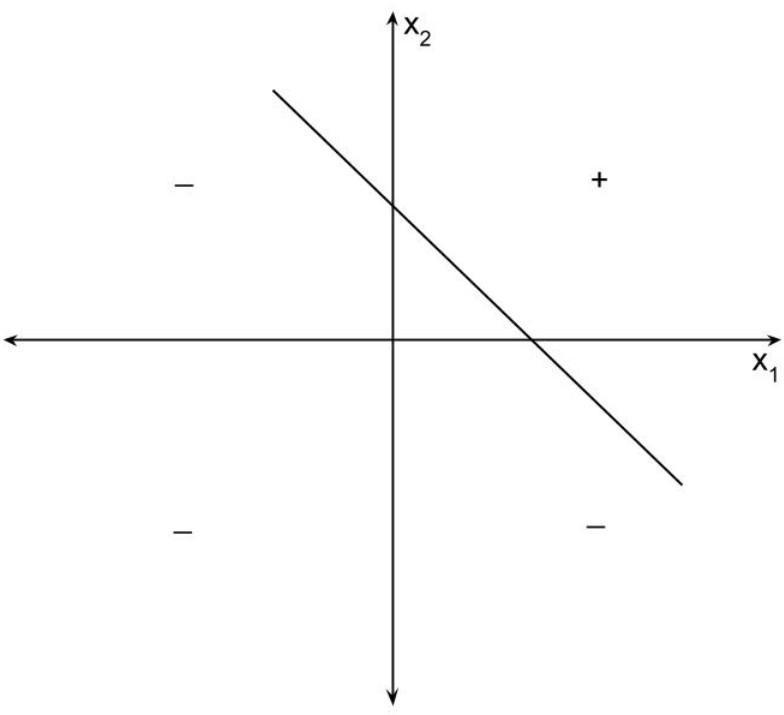 x₂
– +
x₁
– –